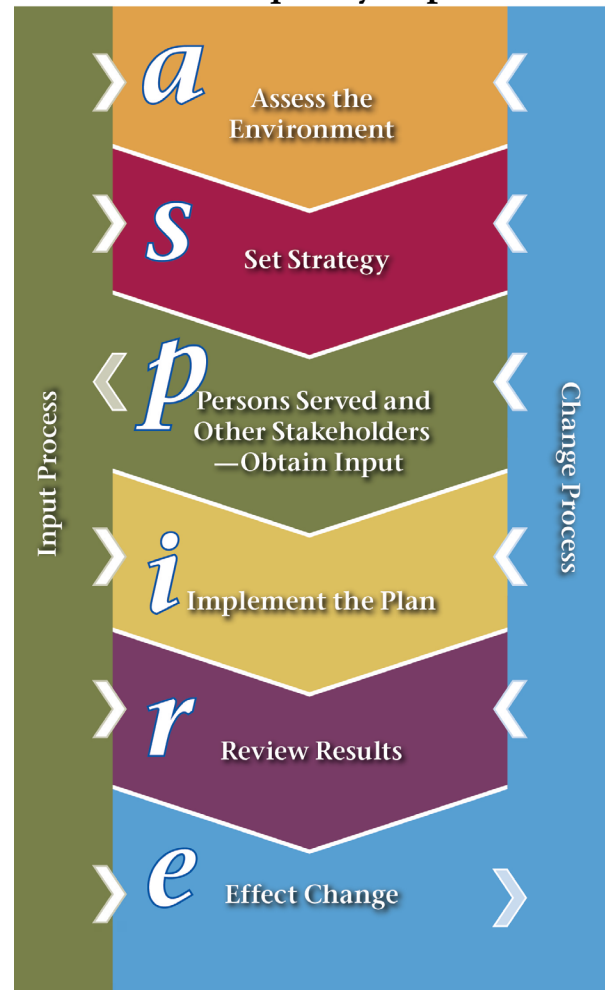 a
Assess the
Environment
s
Set Strategy
p
Persons Served and
Other Stakeholders
—Obtain Input
i
Implement the Plan
r
Review Results
e
Effect Change
Input Process
Change Process